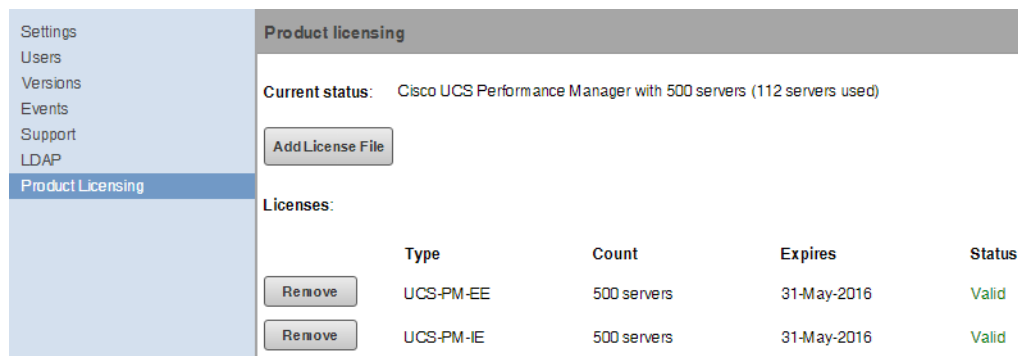 Settings
Users
Versions
Events
Support
LDAP
Product Licensing
Product licensing
Current status: Cisco UCS Performance Manager with 500 servers (112 servers used)
Add License File
Licenses:
Type Count Expires Status
Remove UCS-PM-EE 500 servers 31-May-2016 Valid
Remove UCS-PM-IE 500 servers 31-May-2016 Valid